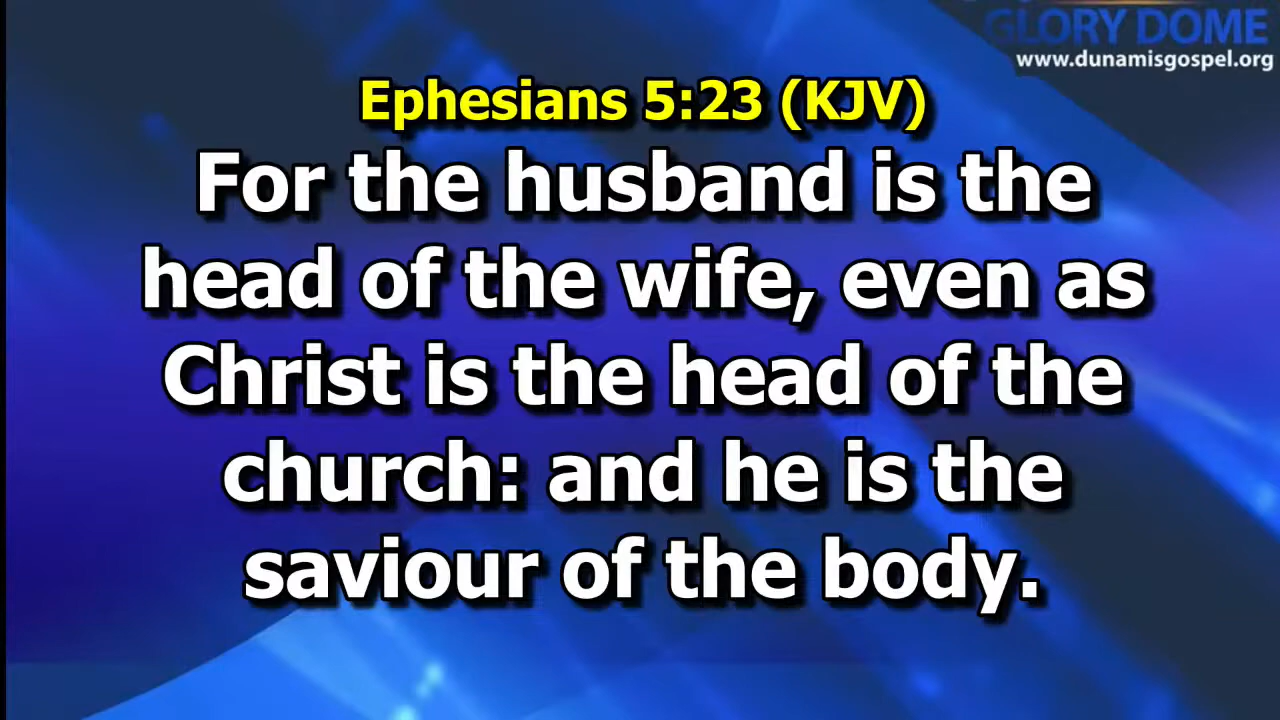 GLORY DOME
www.dunamisgospel.org
Ephesians 5:23 (KJV)
For the husband is the
head of the wife, even as
Christ is the head of the
church: and he is the
saviour of the body.